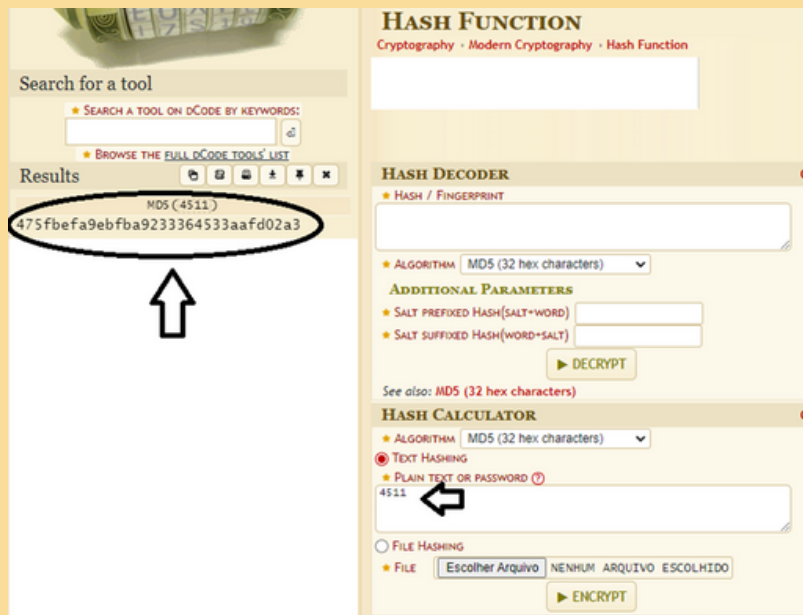 Search for a tool
★ SEARCH A TOOL ON DCODE BY KEYWORDS:
★ BROWSE THE FULL DCODE TOOLS' LIST
Results
MD5(4511)
475fbefa9ebfba9233364533aafd02a3
HASH FUNCTION
Cryptography › Modern Cryptography › Hash Function
HASH DECODER
★ HASH / FINGERPRINT
★ ALGORITHM MD5 (32 hex characters)
ADDITIONAL PARAMETERS
★ SALT PREFIXED HASH(SALT+WORD)
★ SALT SUFFIXED HASH(WORD+SALT)
▶ DECRYPT
See also: MD5 (32 hex characters)
HASH CALCULATOR
★ ALGORITHM MD5 (32 hex characters)
TEXT HASHING
★ PLAIN TEXT OR PASSWORD ?
4511
FILE HASHING
★ FILE Escolher Arquivo NENHUM ARQUIVO ESCOLHIDO
▶ ENCRYPT